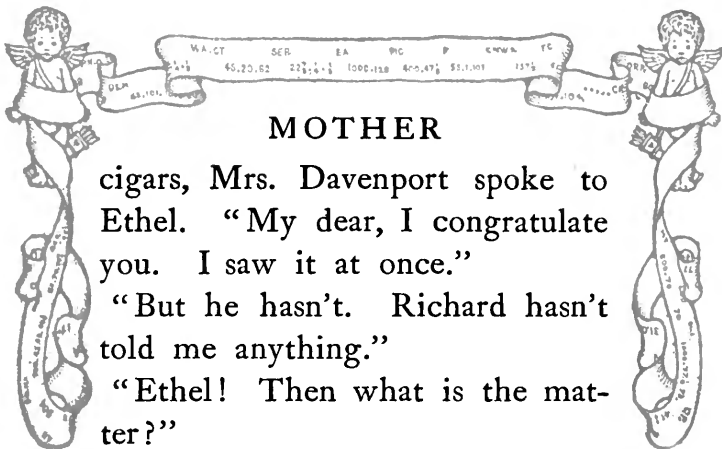 MOTHER
cigars, Mrs. Davenport spoke to
Ethel. “My dear, I congratulate
you. I saw it at once.”
“But he hasn't. Richard hasn't
told me anything.”
“Ethel! Then what is the mat-
ter?”